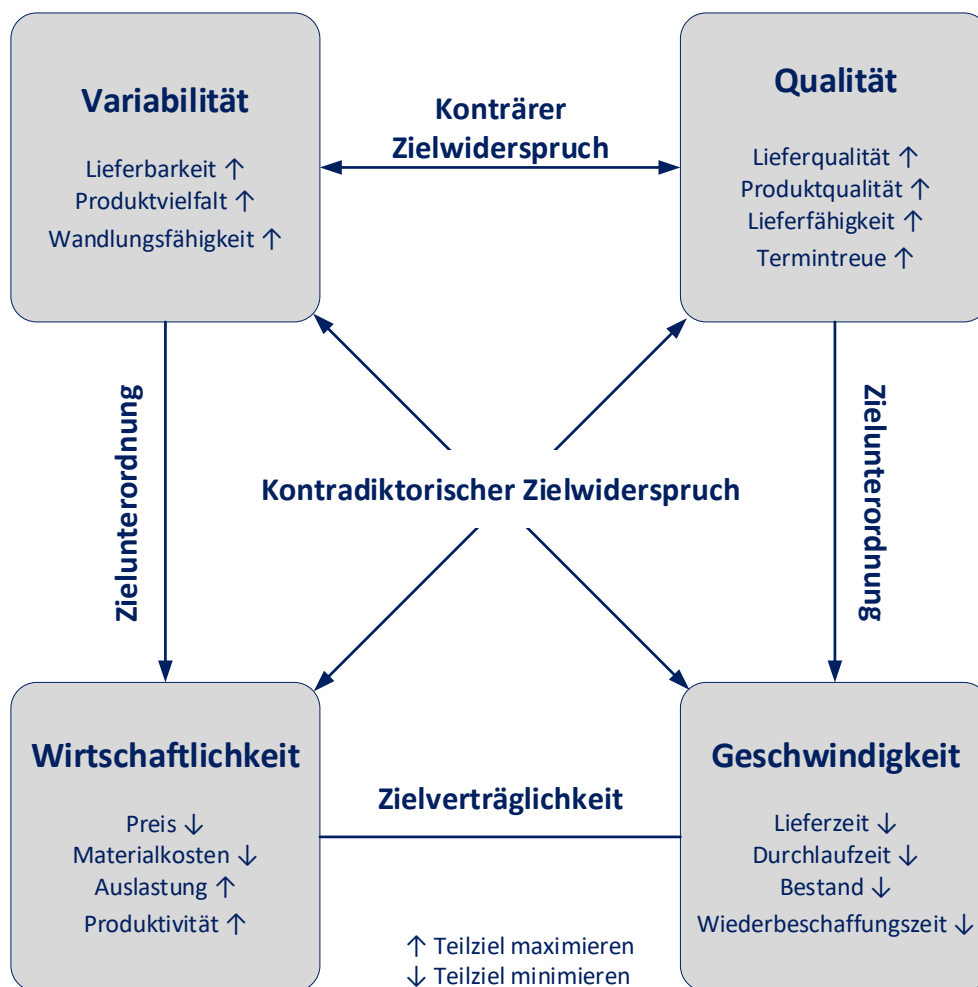 Variabilität
Lieferbarkeit ↑
Produktvielfalt ↑
Wandlungsfähigkeit ↑
Konträrer
Zielwiderspruch
Qualität
Lieferqualität ↑
Produktqualität ↑
Lieferfähigkeit ↑
Termintreue ↑
Zielunterordnung
Kontradiktorischer Zielwiderspruch
Zielunterordnung
Wirtschaftlichkeit
Preis ↓
Materialkosten ↓
Auslastung ↑
Produktivität ↑
Zielverträglichkeit
Geschwindigkeit
Lieferzeit ↓
Durchlaufzeit ↓
Bestand ↓
Wiederbeschaffungszeit ↓
↑ Teilziel maximieren
↓ Teilziel minimieren